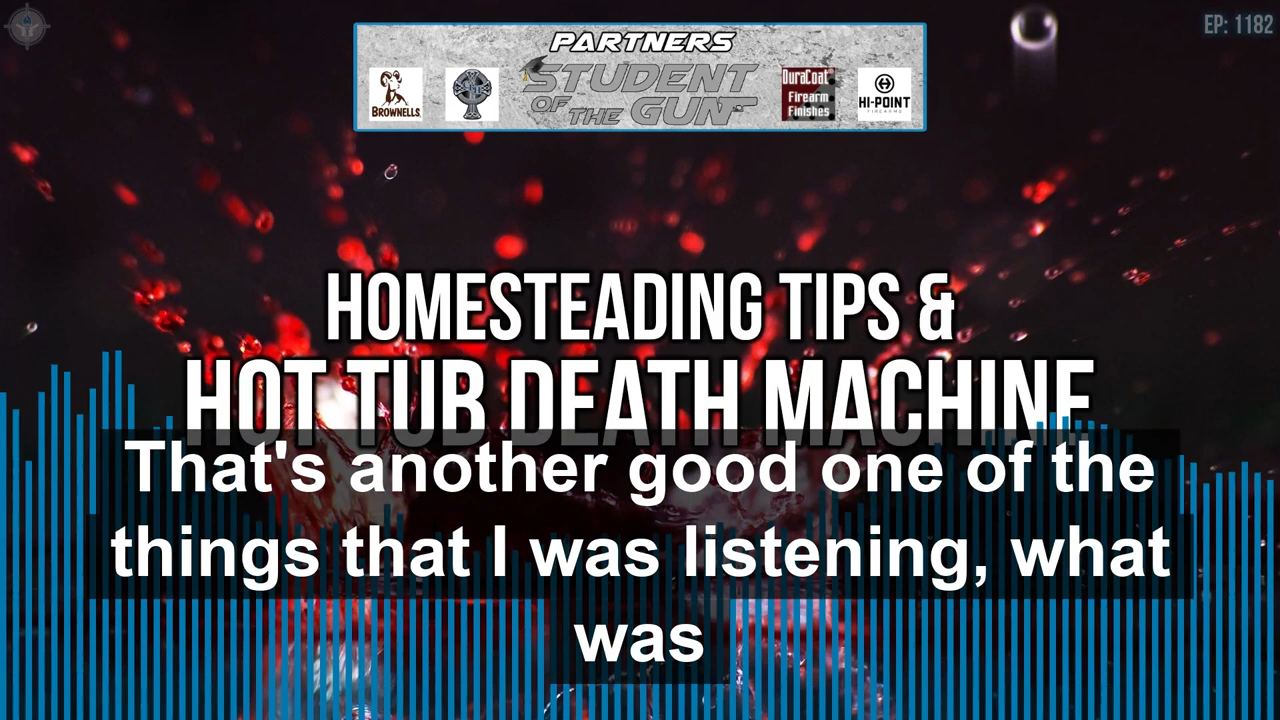 EP: 1182
PARTNERS
BROWNELLS
STUDENT
OF THE GUN
DuraCoat
Firearm
Finishes
HI-POINT
FIREARMS
HOMESTEADING TIPS &
HOT TUB DEATH MACHINE
That's another good one of the
things that I was listening, what
was